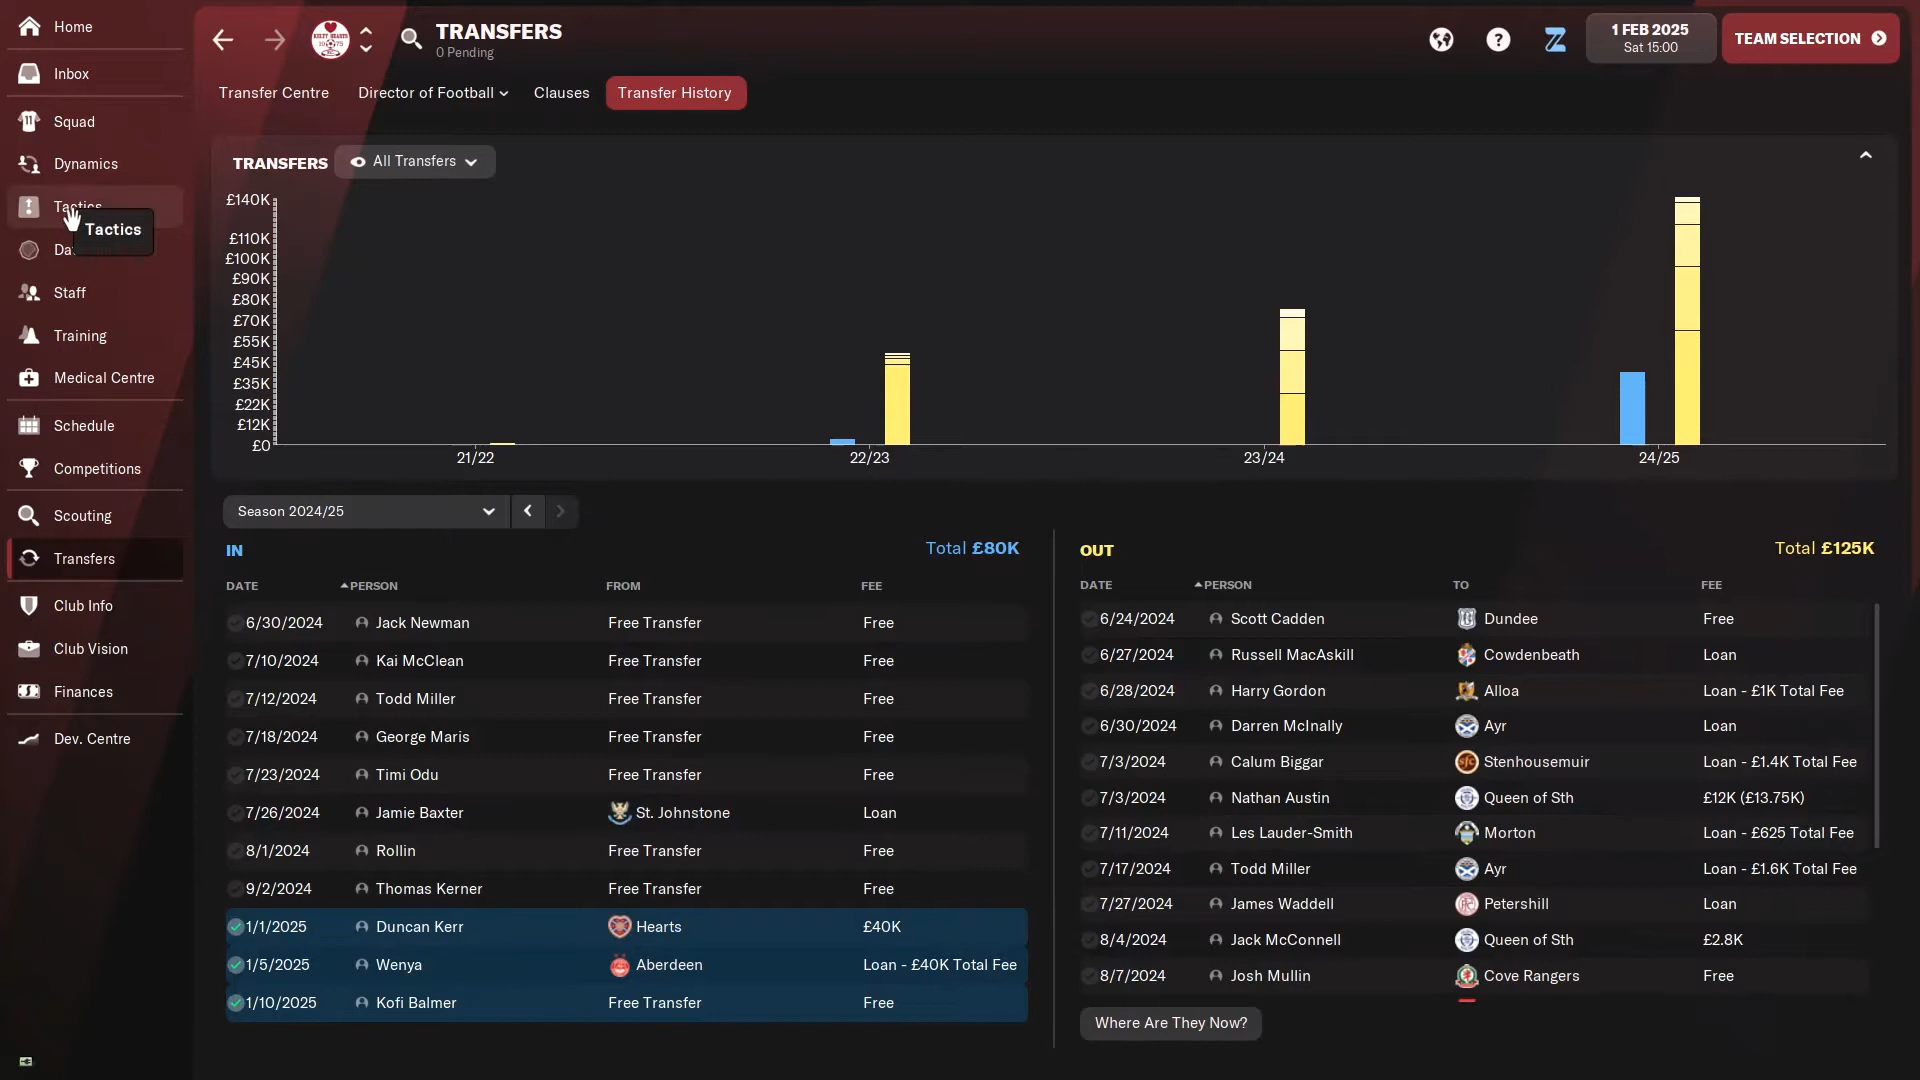 Home
Inbox
Squad
Dynamics
Tactics
Tactics
Da
Staff
Training
Medical Centre
Schedule
Competitions
Scouting
Transfers
Club Info
Club Vision
Finances
Dev. Centre
TRANSFERS
0 Pending
1 FEB 2025
Sat 15:00
TEAM SELECTION
Transfer Centre Director of Football Clauses Transfer History
TRANSFERS All Transfers
£140K
£110K
£100K
£90K
£80K
£70K
£55K
£45K
£35K
£22K
£12K
£0
21/22 22/23 23/24 24/25
Season 2024/25
IN Total £80K
DATE PERSON FROM FEE
6/30/2024 Jack Newman Free Transfer Free
7/10/2024 Kai McClean Free Transfer Free
7/12/2024 Todd Miller Free Transfer Free
7/18/2024 George Maris Free Transfer Free
7/23/2024 Timi Odu Free Transfer Free
7/26/2024 Jamie Baxter St. Johnstone Loan
8/1/2024 Rollin Free Transfer Free
9/2/2024 Thomas Kerner Free Transfer Free
1/1/2025 Duncan Kerr Hearts £40K
1/5/2025 Wenya Aberdeen Loan - £40K Total Fee
1/10/2025 Kofi Balmer Free Transfer Free
OUT Total £125K
DATE PERSON TO FEE
6/24/2024 Scott Cadden Dundee Free
6/27/2024 Russell MacAskill Cowdenbeath Loan
6/28/2024 Harry Gordon Alloa Loan - £1K Total Fee
6/30/2024 Darren McInally Ayr Loan
7/3/2024 Calum Biggar Stenhousemuir Loan - £1.4K Total Fee
7/3/2024 Nathan Austin Queen of Sth £12K (£13.75K)
7/11/2024 Les Lauder-Smith Morton Loan - £625 Total Fee
7/17/2024 Todd Miller Ayr Loan - £1.6K Total Fee
7/27/2024 James Waddell Petershill Loan
8/4/2024 Jack McConnell Queen of Sth £2.8K
8/7/2024 Josh Mullin Cove Rangers Free
Where Are They Now?